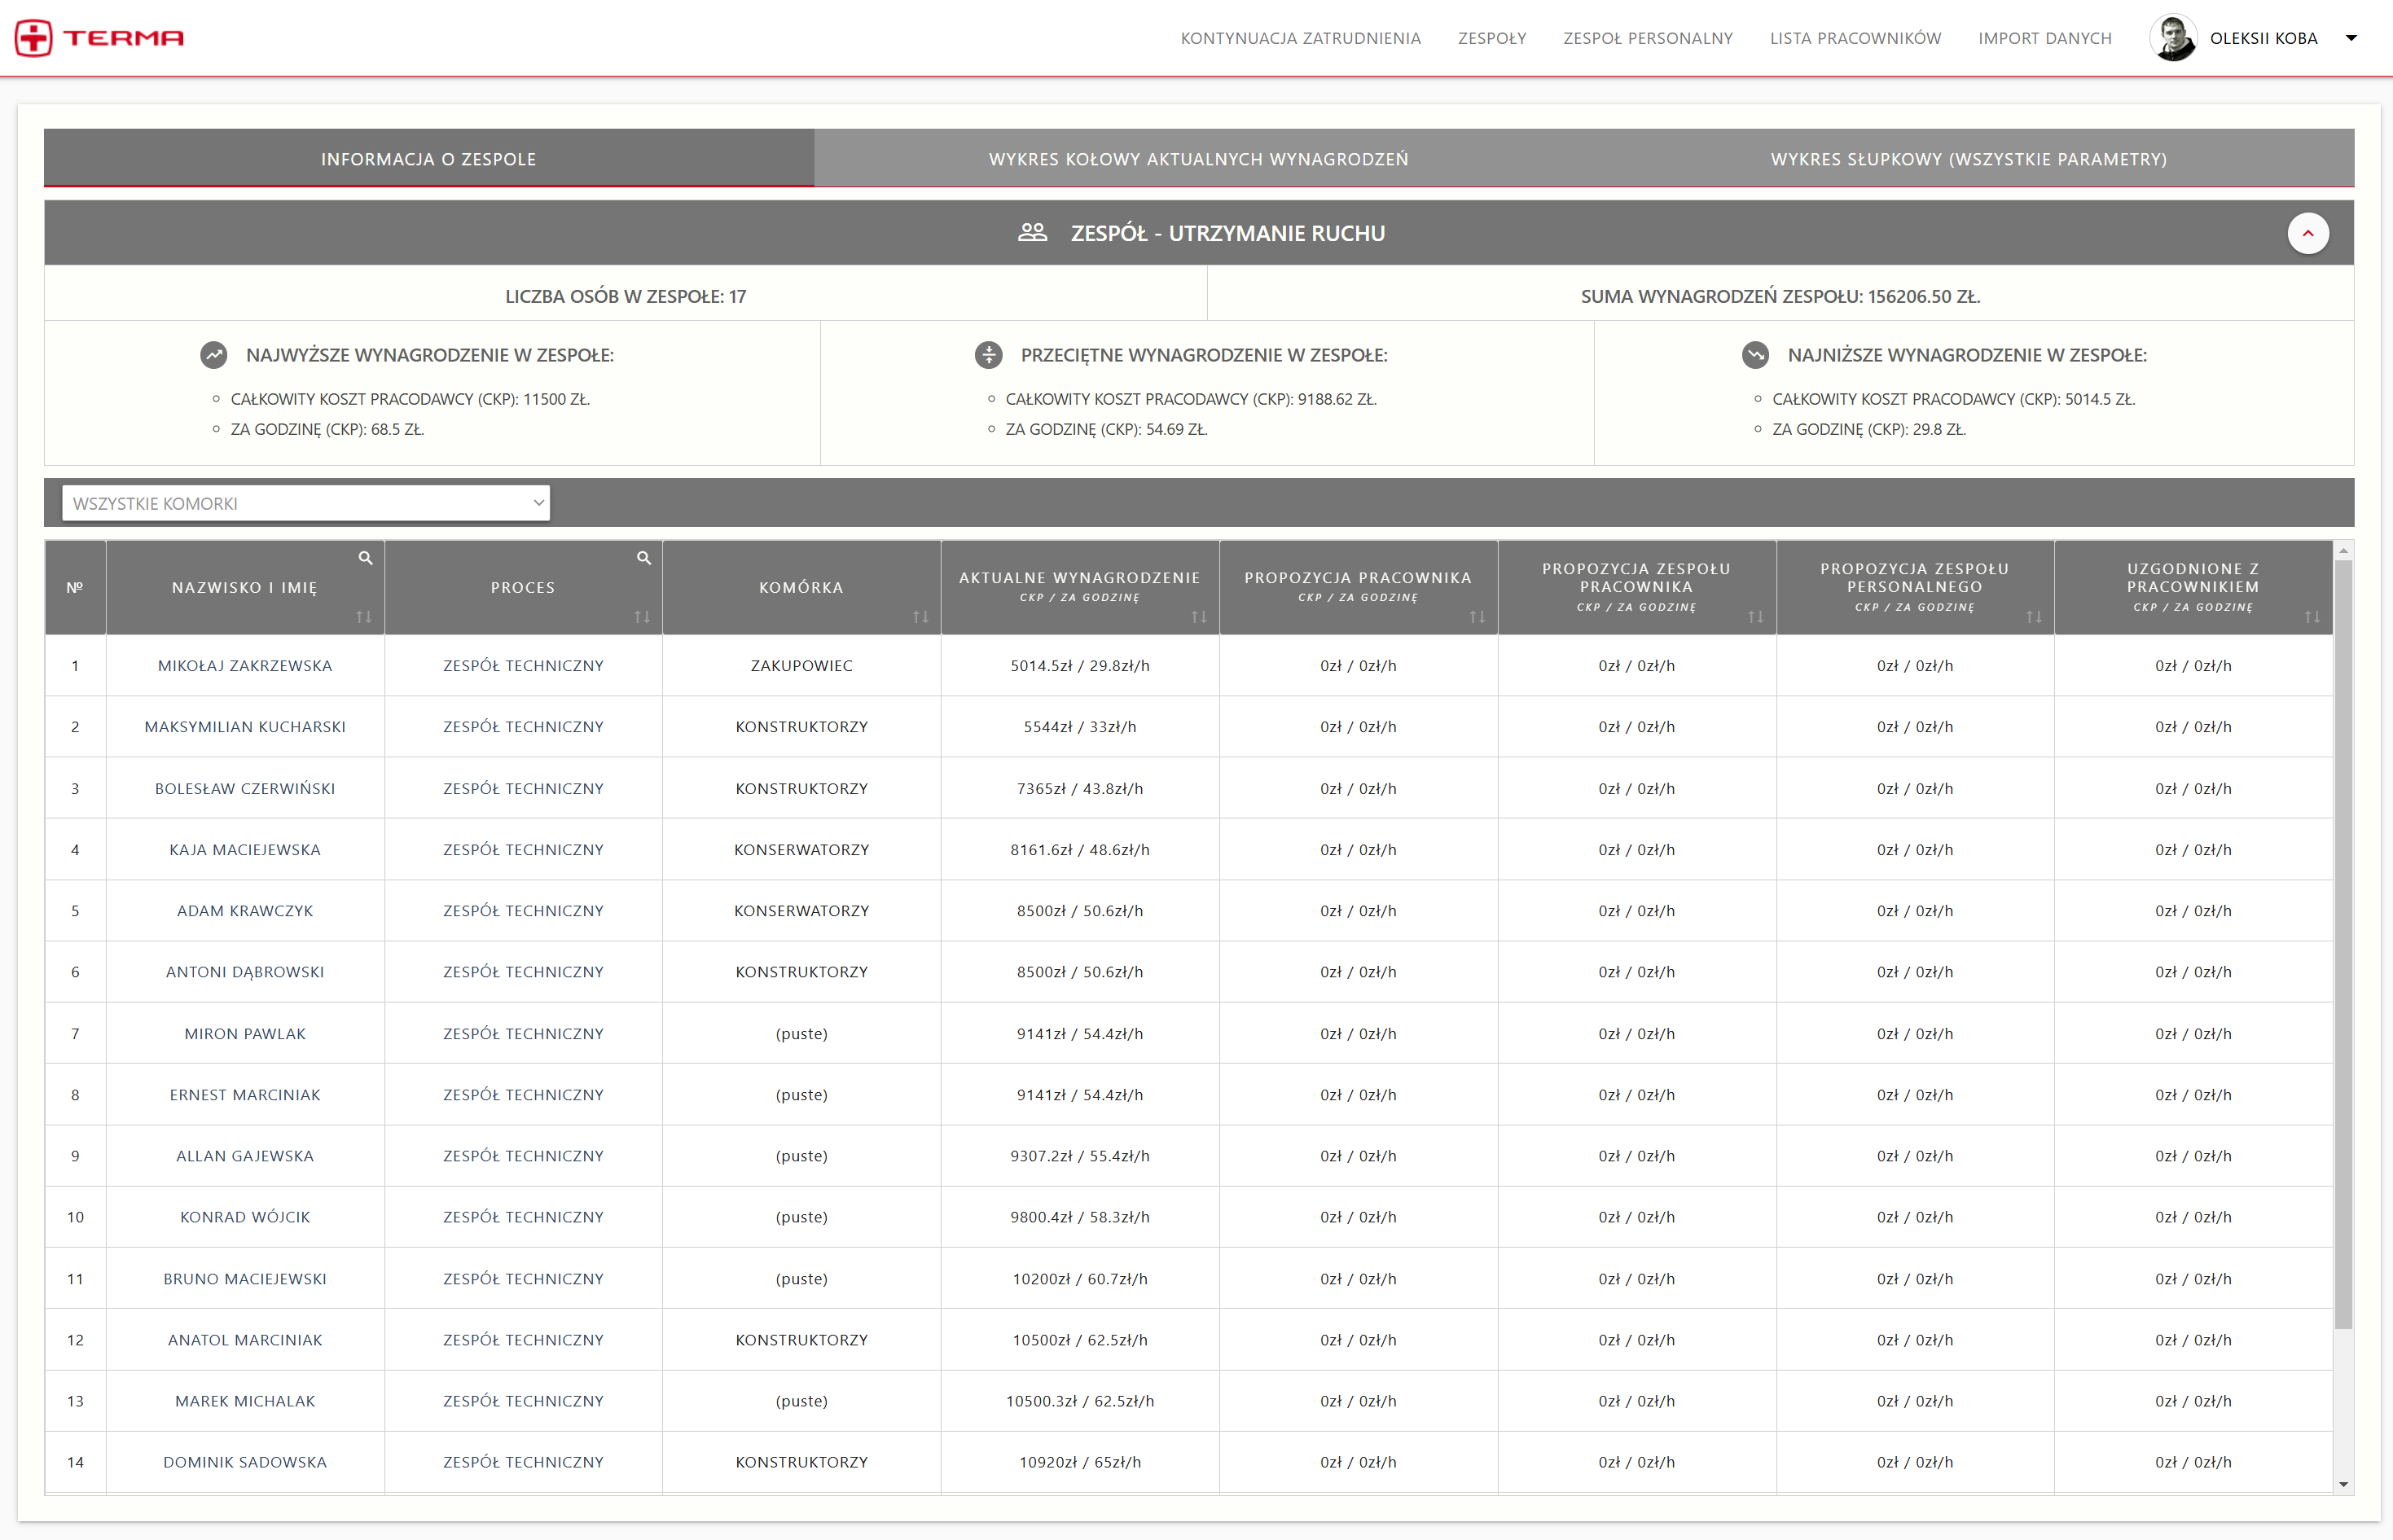 TERMA
KONTYNUACJA ZATRUDNIENIA ZESPOŁY ZESPOŁ PERSONALNY LISTA PRACOWNIKÓW IMPORT DANYCH OLEKSII KOBA
INFORMACJA O ZESPOLE WYKRES KOŁOWY AKTUALNYCH WYNAGRODZEŃ WYKRES SŁUPKOWY (WSZYSTKIE PARAMETRY)
ZESPÓŁ - UTRZYMANIE RUCHU
LICZBA OSÓB W ZESPOŁE: 17 SUMA WYNAGRODZEŃ ZESPOŁU: 156206.50 ZŁ.
NAJWYŻSZE WYNAGRODZENIE W ZESPOŁE:
CAŁKOWITY KOSZT PRACODAWCY (CKP): 11500 ZŁ.
ZA GODZINĘ (CKP): 68.5 ZŁ.
PRZECIĘTNE WYNAGRODZENIE W ZESPOŁE:
CAŁKOWITY KOSZT PRACODAWCY (CKP): 9188.62 ZŁ.
ZA GODZINĘ (CKP): 54.69 ZŁ.
NAJNIŻSZE WYNAGRODZENIE W ZESPOŁE:
CAŁKOWITY KOSZT PRACODAWCY (CKP): 5014.5 ZŁ.
ZA GODZINĘ (CKP): 29.8 ZŁ.
WSZYSTKIE KOMORKI
№
NAZWISKO I IMIĘ
PROCES
KOMÓRKA
AKTUALNE WYNAGRODZENIE
CKP / ZA GODZINĘ
PROPOZYCJA PRACOWNIKA
CKP / ZA GODZINĘ
PROPOZYCJA ZESPOŁU
PRACOWNIKA
CKP / ZA GODZINĘ
PROPOZYCJA ZESPOŁU
PERSONALNEGO
CKP / ZA GODZINĘ
UZGODNIONE Z
PRACOWNIKIEM
CKP / ZA GODZINĘ
1 MIKOŁAJ ZAKRZEWSKA ZESPÓŁ TECHNICZNY ZAKUPOWIEC 5014.5zł / 29.8zł/h 0zł / 0zł/h 0zł / 0zł/h 0zł / 0zł/h 0zł / 0zł/h
2 MAKSYMILIAN KUCHARSKI ZESPÓŁ TECHNICZNY KONSTRUKTORZY 5544zł / 33zł/h 0zł / 0zł/h 0zł / 0zł/h 0zł / 0zł/h 0zł / 0zł/h
3 BOLESŁAW CZERWIŃSKI ZESPÓŁ TECHNICZNY KONSTRUKTORZY 7365zł / 43.8zł/h 0zł / 0zł/h 0zł / 0zł/h 0zł / 0zł/h 0zł / 0zł/h
4 KAJA MACIEJEWSKA ZESPÓŁ TECHNICZNY KONSERWATORZY 8161.6zł / 48.6zł/h 0zł / 0zł/h 0zł / 0zł/h 0zł / 0zł/h 0zł / 0zł/h
5 ADAM KRAWCZYK ZESPÓŁ TECHNICZNY KONSERWATORZY 8500zł / 50.6zł/h 0zł / 0zł/h 0zł / 0zł/h 0zł / 0zł/h 0zł / 0zł/h
6 ANTONI DĄBROWSKI ZESPÓŁ TECHNICZNY KONSTRUKTORZY 8500zł / 50.6zł/h 0zł / 0zł/h 0zł / 0zł/h 0zł / 0zł/h 0zł / 0zł/h
7 MIRON PAWLAK ZESPÓŁ TECHNICZNY (puste) 9141zł / 54.4zł/h 0zł / 0zł/h 0zł / 0zł/h 0zł / 0zł/h 0zł / 0zł/h
8 ERNEST MARCINIAK ZESPÓŁ TECHNICZNY (puste) 9141zł / 54.4zł/h 0zł / 0zł/h 0zł / 0zł/h 0zł / 0zł/h 0zł / 0zł/h
9 ALLAN GAJEWSKA ZESPÓŁ TECHNICZNY (puste) 9307.2zł / 55.4zł/h 0zł / 0zł/h 0zł / 0zł/h 0zł / 0zł/h 0zł / 0zł/h
10 KONRAD WÓJCIK ZESPÓŁ TECHNICZNY (puste) 9800.4zł / 58.3zł/h 0zł / 0zł/h 0zł / 0zł/h 0zł / 0zł/h 0zł / 0zł/h
11 BRUNO MACIEJEWSKI ZESPÓŁ TECHNICZNY (puste) 10200zł / 60.7zł/h 0zł / 0zł/h 0zł / 0zł/h 0zł / 0zł/h 0zł / 0zł/h
12 ANATOL MARCINIAK ZESPÓŁ TECHNICZNY KONSTRUKTORZY 10500zł / 62.5zł/h 0zł / 0zł/h 0zł / 0zł/h 0zł / 0zł/h 0zł / 0zł/h
13 MAREK MICHALAK ZESPÓŁ TECHNICZNY (puste) 10500.3zł / 62.5zł/h 0zł / 0zł/h 0zł / 0zł/h 0zł / 0zł/h 0zł / 0zł/h
14 DOMINIK SADOWSKA ZESPÓŁ TECHNICZNY KONSTRUKTORZY 10920zł / 65zł/h 0zł / 0zł/h 0zł / 0zł/h 0zł / 0zł/h 0zł / 0zł/h